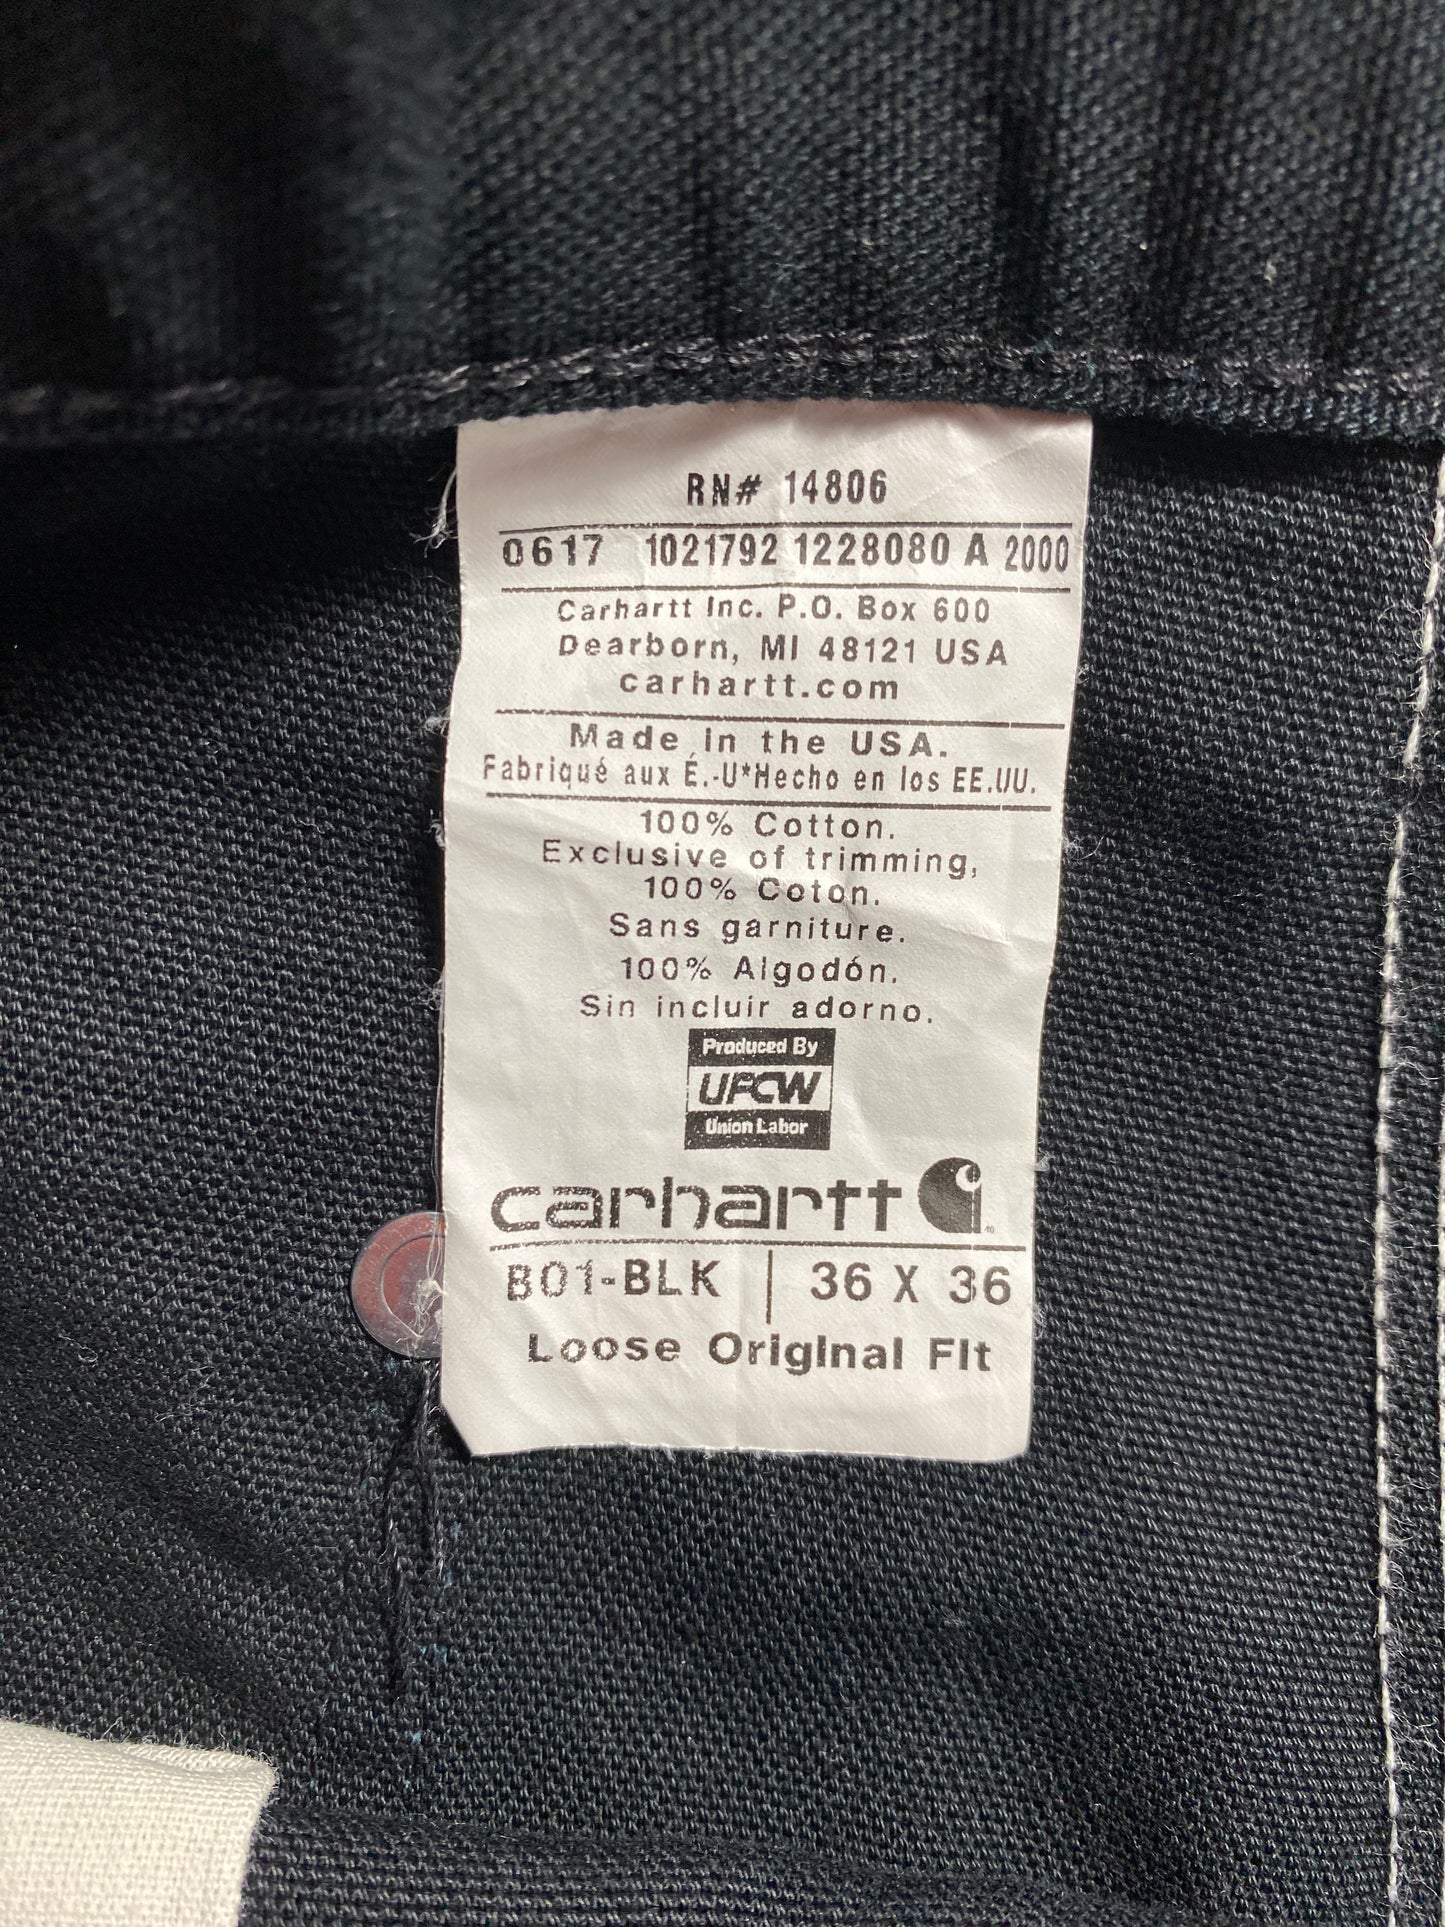 RN# 14806
0617 1021792 1228080 A 2000
Carhartt Inc. P.O. Box 600
Dearborn, MI 48121 USA
carhartt.com
Made in the USA.
Fabriqué aux É.-U*Hecho en los EE.UU.
100% Cotton.
Exclusive of trimming,
100% Coton.
Sans garniture.
100% Algodón.
Sin incluir adorno.
Produced By
UFCW
Union Labor
carhartt
B01-BLK | 36 X 36
Loose Original Fit